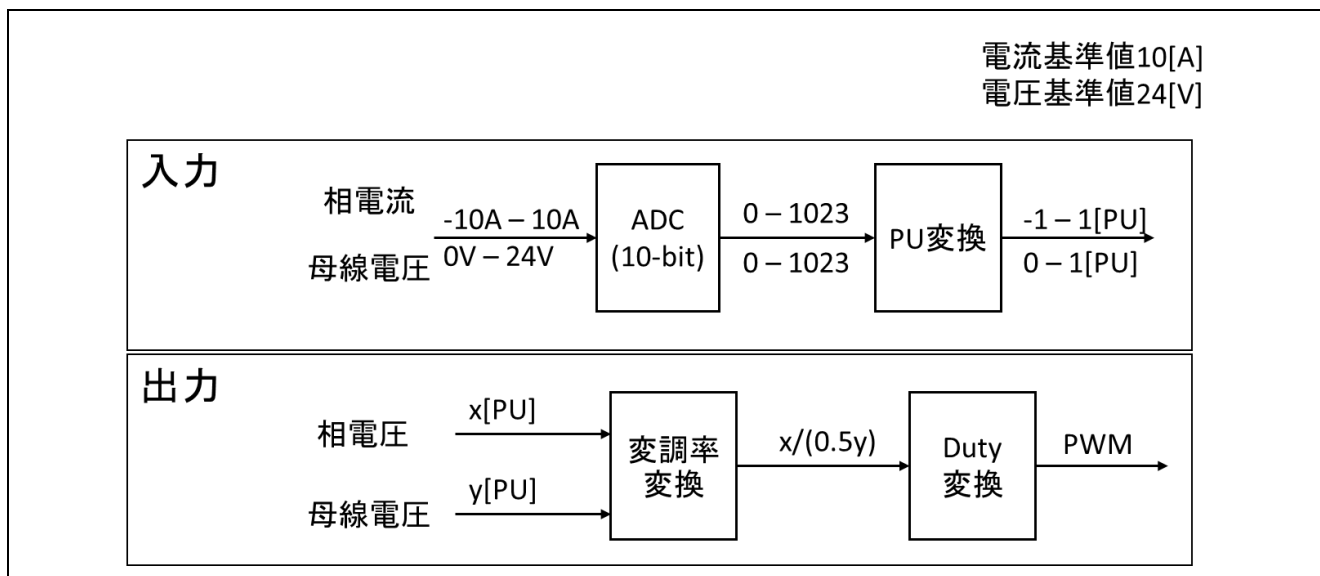 電流基準値10[A]
電圧基準値24[V]
入力
相電流
母線電圧
-10A – 10A
0V – 24V
ADC
(10-bit)
0 – 1023
0 – 1023
PU変換
-1 – 1[PU]
0 – 1[PU]
出力
相電圧
母線電圧
x[PU]
y[PU]
変調率
変換
x/(0.5y)
Duty
変換
PWM